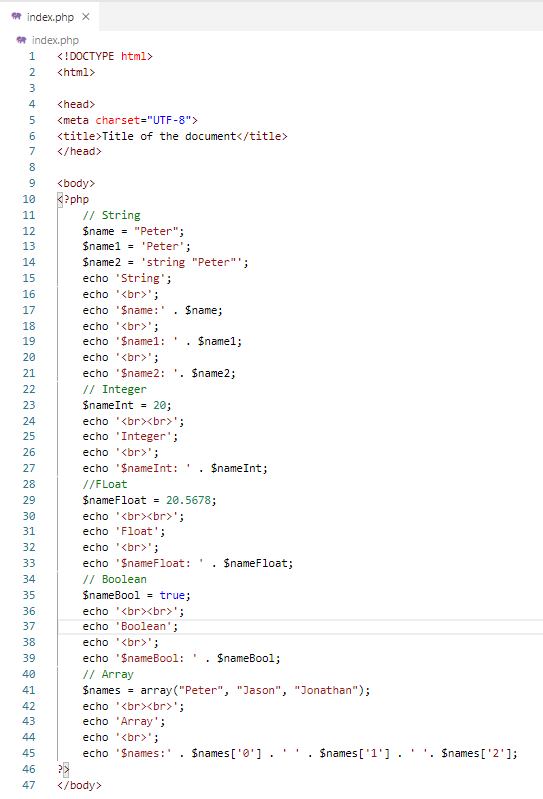 index.php ×
index.php
1 <!DOCTYPE html>
2 <html>
3
4 <head>
5 <meta charset="UTF-8">
6 <title>Title of the document</title>
7 </head>
8
9 <body>
10 <?php
11 // String
12 $name = "Peter";
13 $name1 = 'Peter';
14 $name2 = 'string "Peter"';
15 echo 'String';
16 echo '<br>';
17 echo '$name:' . $name;
18 echo '<br>';
19 echo '$name1: ' . $name1;
20 echo '<br>';
21 echo '$name2: '. $name2;
22 // Integer
23 $nameInt = 20;
24 echo '<br><br>';
25 echo 'Integer';
26 echo '<br>';
27 echo '$nameInt: ' . $nameInt;
28 //FLoat
29 $nameFloat = 20.5678;
30 echo '<br><br>';
31 echo 'Float';
32 echo '<br>';
33 echo '$nameFloat: ' . $nameFloat;
34 // Boolean
35 $nameBool = true;
36 echo '<br><br>';
37 echo 'Boolean';
38 echo '<br>';
39 echo '$nameBool: ' . $nameBool;
40 // Array
41 $names = array("Peter", "Jason", "Jonathan");
42 echo '<br><br>';
43 echo 'Array';
44 echo '<br>';
45 echo '$names:' . $names['0'] . ' ' . $names['1'] . ' '. $names['2'];
46 ?>
47 </body>